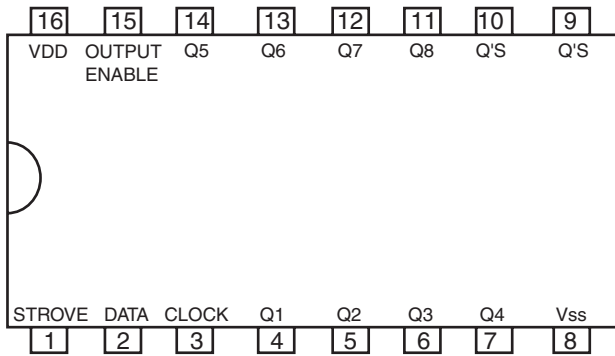 16 15 14 13 12 11 10 9
VDD OUTPUT Q5 Q6 Q7 Q8 Q'S Q'S
ENABLE
STROVE DATA CLOCK Q1 Q2 Q3 Q4 Vss
1 2 3 4 5 6 7 8